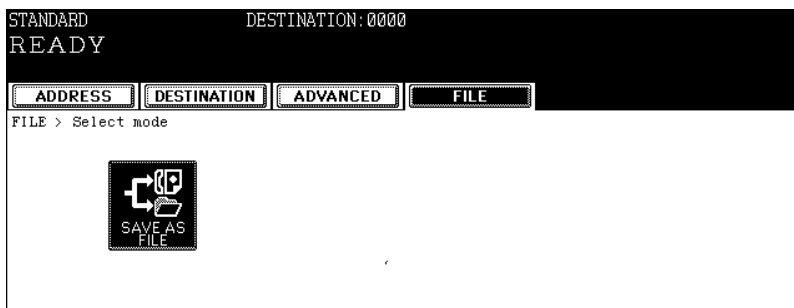 STANDARD DESTINATION:0000
READY
ADDRESS DESTINATION ADVANCED FILE
FILE > Select mode
SAVE AS
FILE